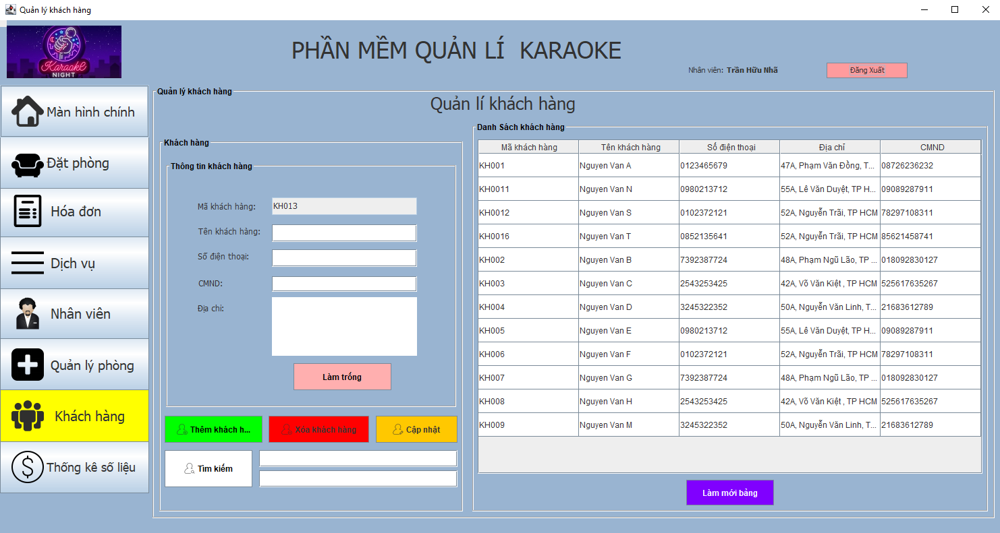 Quản lý khách hàng
Karaoke
NIGHT
PHẦN MỀM QUẢN LÍ KARAOKE
Nhân viên: Trần Hữu Nhã
Đăng Xuất
Màn hình chính
Đặt phòng
Hóa đơn
Dịch vụ
Nhân viên
Quản lý phòng
Khách hàng
Thống kê số liệu
Quản lý khách hàng
Quản lí khách hàng
Khách hàng
Thông tin khách hàng
Mã khách hàng: KH013
Tên khách hàng:
Số điện thoại:
CMND:
Địa chỉ:
Làm trống
Thêm khách h...
Xóa khách hàng
Cập nhật
Tìm kiếm
Danh Sách khách hàng
Mã khách hàng Tên khách hàng Số điện thoại Địa chỉ CMND
KH001 Nguyen Van A 0123465679 47A, Phạm Văn Đồng, T... 08726236232
KH0011 Nguyen Van N 0980213712 55A, Lê Văn Duyệt, TP H... 09089287911
KH0012 Nguyen Van S 0102372121 52A, Nguyễn Trãi, TP HCM 78297108311
KH0016 Nguyen Van T 0852135641 52A, Nguyễn Trãi, TP HCM 85621458741
KH002 Nguyen Van B 7392387724 48A, Phạm Ngũ Lão, TP ... 018092830127
KH003 Nguyen Van C 2543253425 42A, Võ Văn Kiệt , TP HCM 525617635267
KH004 Nguyen Van D 3245322352 50A, Nguyễn Văn Linh, T... 21683612789
KH005 Nguyen Van E 0980213712 55A, Lê Văn Duyệt, TP H... 09089287911
KH006 Nguyen Van F 0102372121 52A, Nguyễn Trãi, TP HCM 78297108311
KH007 Nguyen Van G 7392387724 48A, Phạm Ngũ Lão, TP ... 018092830127
KH008 Nguyen Van H 2543253425 42A, Võ Văn Kiệt , TP HCM 525617635267
KH009 Nguyen Van M 3245322352 50A, Nguyễn Văn Linh, T... 21683612789
Làm mới bảng